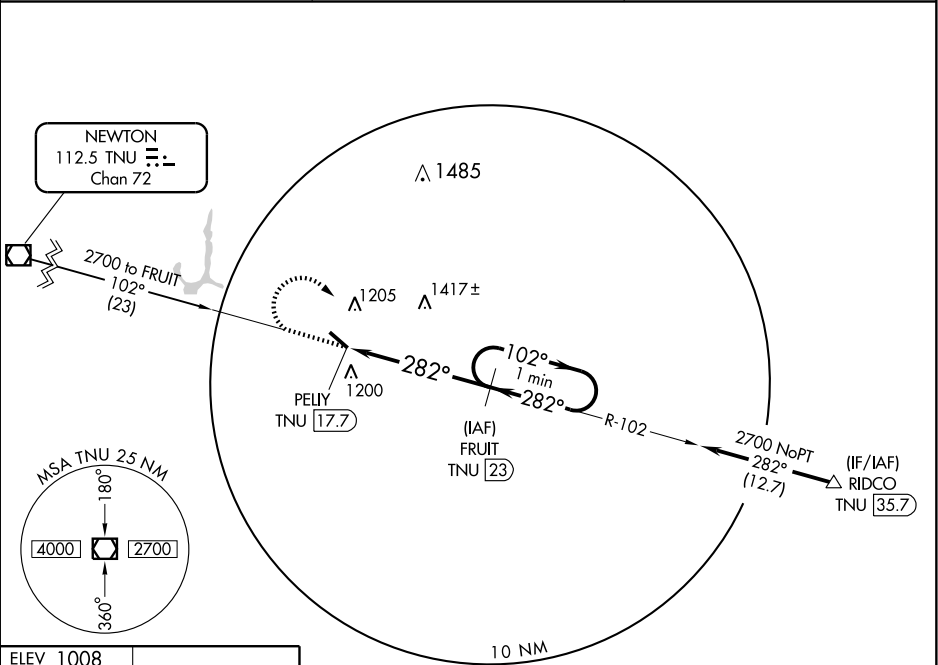 NEWTON
112.5 TNU
Chan 72
1485
2700 to FRUIT
102°
(23)
1205
1417±
1200
282°
PELIY
TNU 17.7
102°
1 min
282°
(IAF)
FRUIT
TNU 23
R-102
2700 NoPT
282°
(12.7)
(IF/IAF)
RIDCO
TNU 35.7
MSA TNU 25 NM
180°
4000
2700
360°
10 NM
ELEV 1008